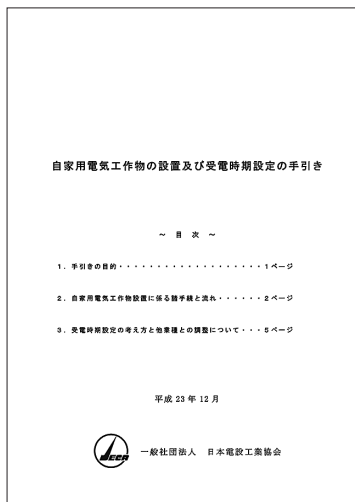 自家用電気工作物の設置及び受電時期設定の手引き
～ 目 次 ～
１．手引きの目的・・・・・・・・・・・・・・・・・・・１ページ
２．自家用電気工作物設置に係る諸手続と流れ・・・・・・２ページ
３．受電時期設定の考え方と他業種との調整について・・・５ページ
平成 23 年 12 月
JECA 一般社団法人 日本電設工業協会